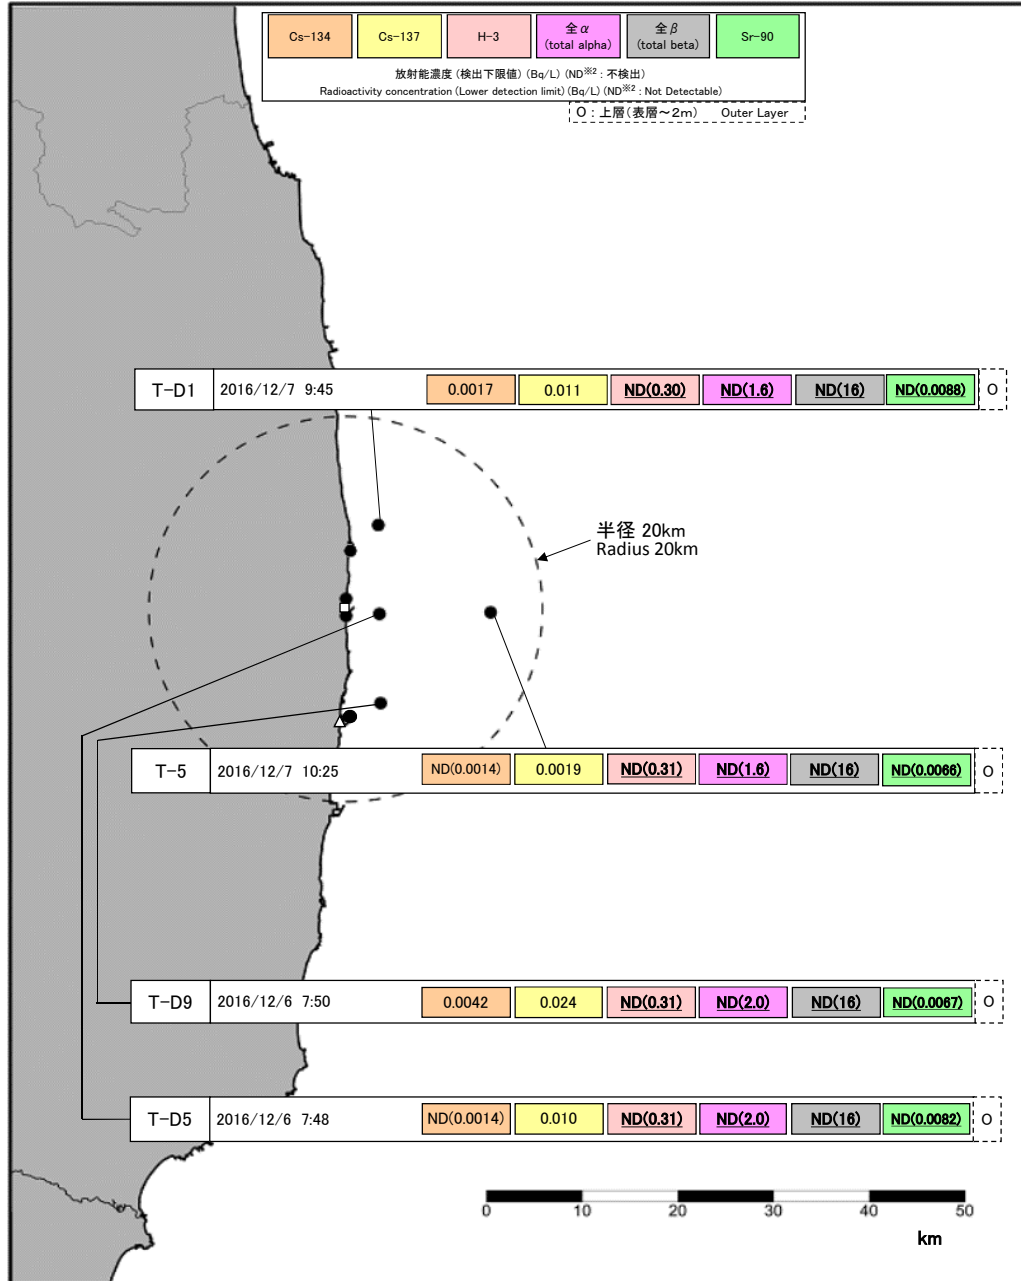 Cs-134 Cs-137 H-3 全α 全β Sr-90
(total alpha) (total beta)
放射能濃度 (検出下限値) (Bq/L) (ND※2 : 不検出)
Radioactivity concentration (Lower detection limit) (Bq/L) (ND※2 : Not Detectable)
O : 上層(表層~2m) Outer Layer
T-D1 2016/12/7 9:45 0.0017 0.011 ND(0.30) ND(1.6) ND(16) ND(0.0088) O
半径 20km
Radius 20km
T-5 2016/12/7 10:25 ND(0.0014) 0.0019 ND(0.31) ND(1.6) ND(16) ND(0.0066) O
T-D9 2016/12/6 7:50 0.0042 0.024 ND(0.31) ND(2.0) ND(16) ND(0.0067) O
T-D5 2016/12/6 7:48 ND(0.0014) 0.010 ND(0.31) ND(2.0) ND(16) ND(0.0082) O
0 10 20 30 40 50
km